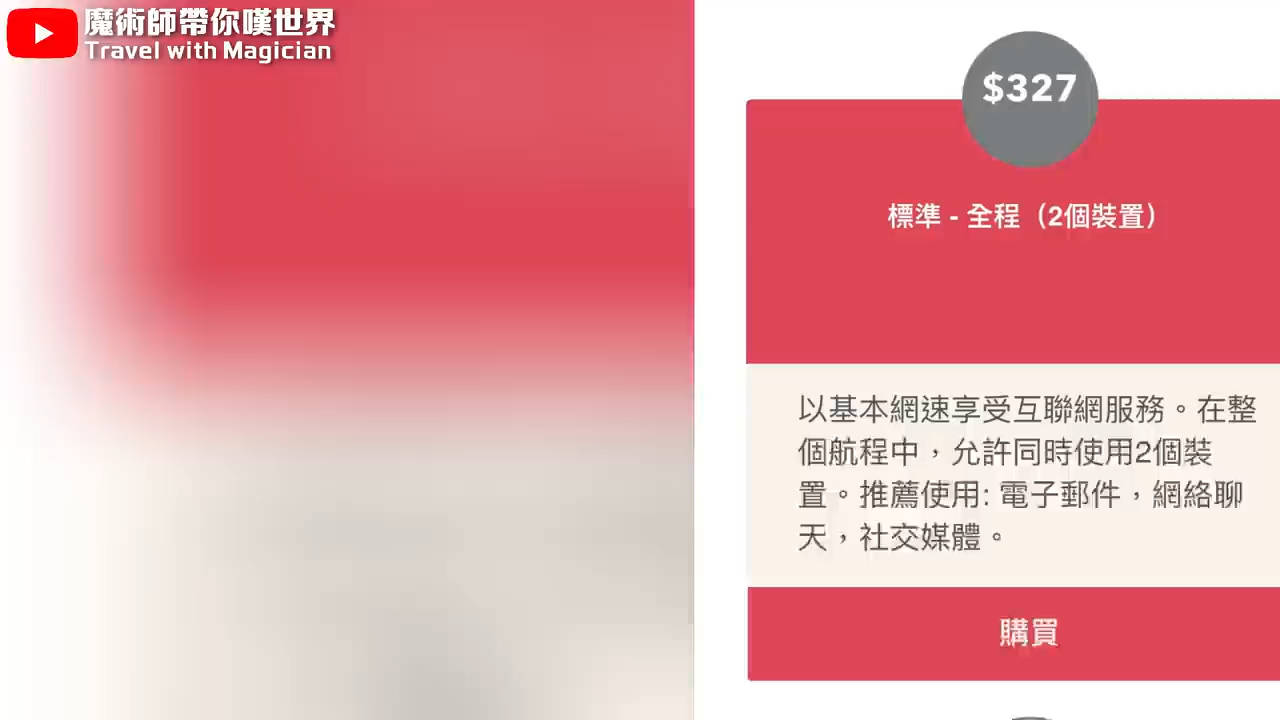 魔術師帶你嘆世界
Travel with Magician
$327
標準 - 全程（2個裝置）
以基本網速享受互聯網服務。在整
個航程中，允許同時使用2個裝
置。推薦使用: 電子郵件，網絡聊
天，社交媒體。
購買